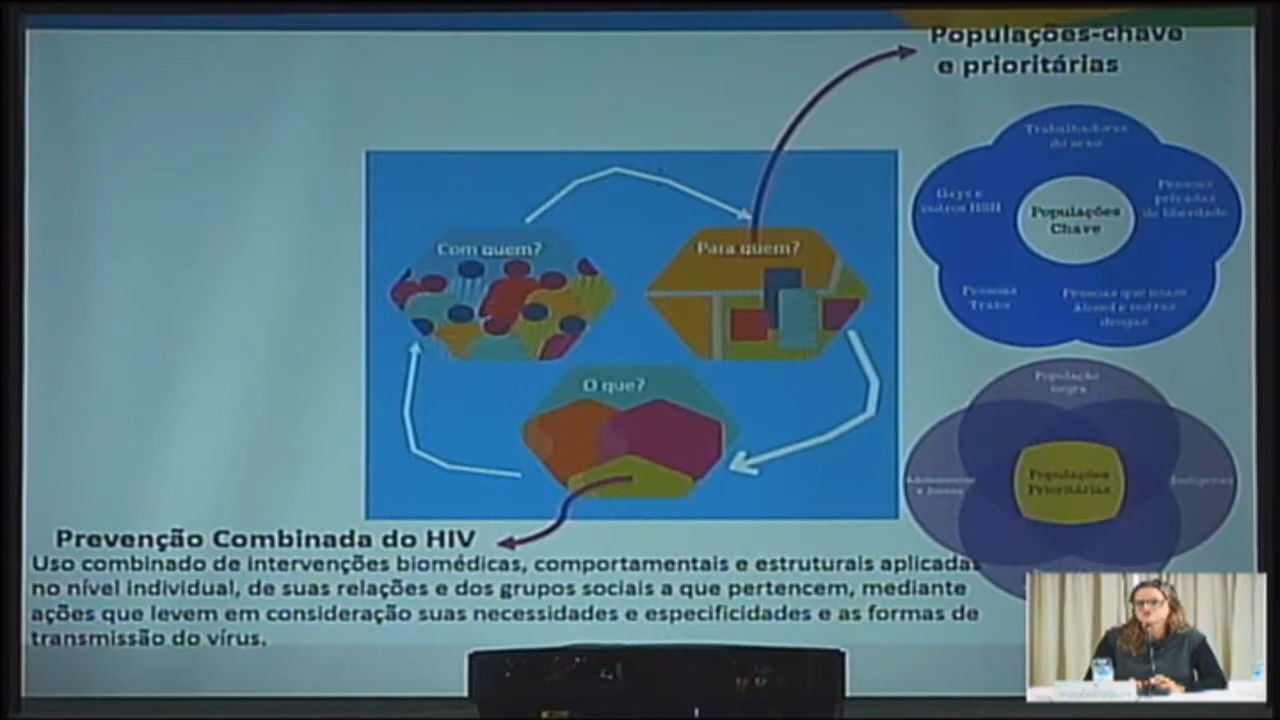 Populações-chave
e prioritárias
Trabalhadoras
do sexo
Gays e
outros HSH
Pessoas
privadas
de liberdade
Populações
Chave
Pessoas
Trans
Pessoas que usam
álcool e outras
drogas
Com quem?
Para quem?
O que?
População
negra
Adolescentes
e Jovens
Populações
Prioritárias
Indígenas
Prevenção Combinada do HIV
Uso combinado de intervenções biomédicas, comportamentais e estruturais aplicadas
no nível individual, de suas relações e dos grupos sociais a que pertencem, mediante
ações que levem em consideração suas necessidades e especificidades e as formas de
transmissão do vírus.